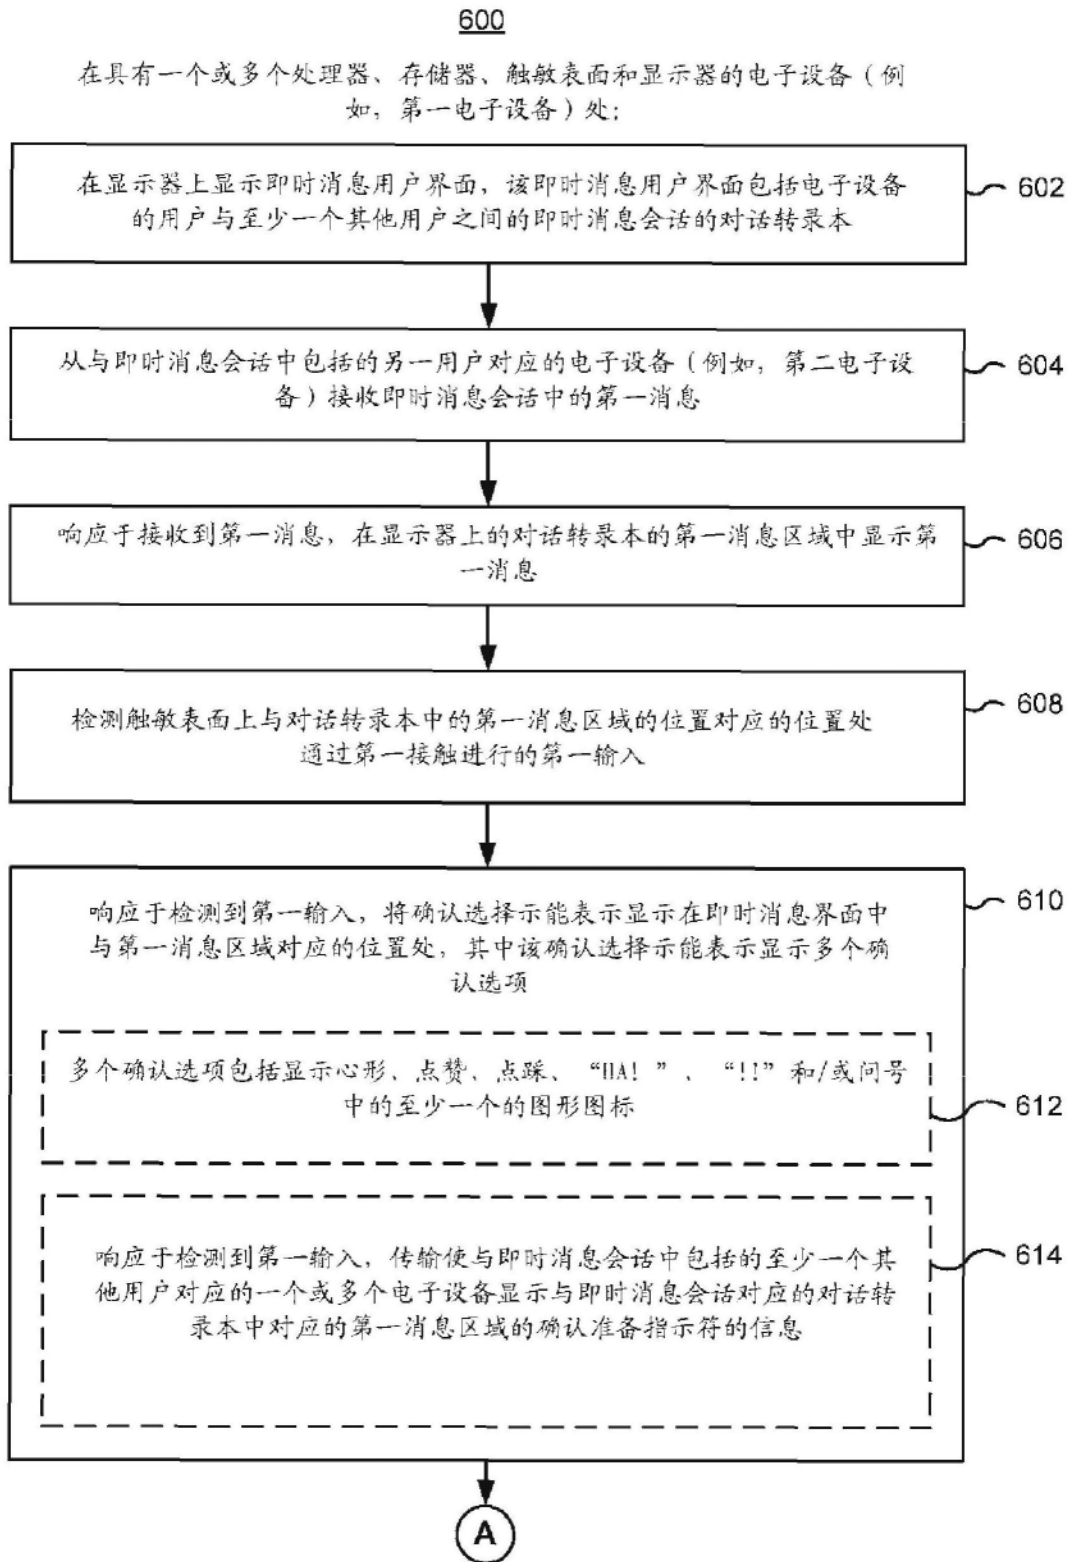 600
在具有一个或多个处理器、存储器、触敏表面和显示器的电子设备（例
如，第一电子设备）处：
在显示器上显示即时消息用户界面，该即时消息用户界面包括电子设备
的用户与至少一个其他用户之间的即时消息会话的对话转录本
602
从与即时消息会话中包括的另一用户对应的电子设备（例如，第二电子设
备）接收即时消息会话中的第一消息
604
响应于接收到第一消息，在显示器上的对话转录本的第一消息区域中显示第
一消息
606
检测触敏表面上与对话转录本中的第一消息区域的位置对应的位置处
通过第一接触进行的第一输入
608
响应于检测到第一输入，将确认选择示能表示显示在即时消息界面中
与第一消息区域对应的位置处，其中该确认选择示能表示显示多个确
认选项
610
多个确认选项包括显示心形、点赞、点踩、“HA! ”、“!!”和/或问号
中的至少一个的图形图标
612
响应于检测到第一输入，传输使与即时消息会话中包括的至少一个其
他用户对应的一个或多个电子设备显示与即时消息会话对应的对话转
录本中对应的第一消息区域的确认准备指示符的信息
614
A